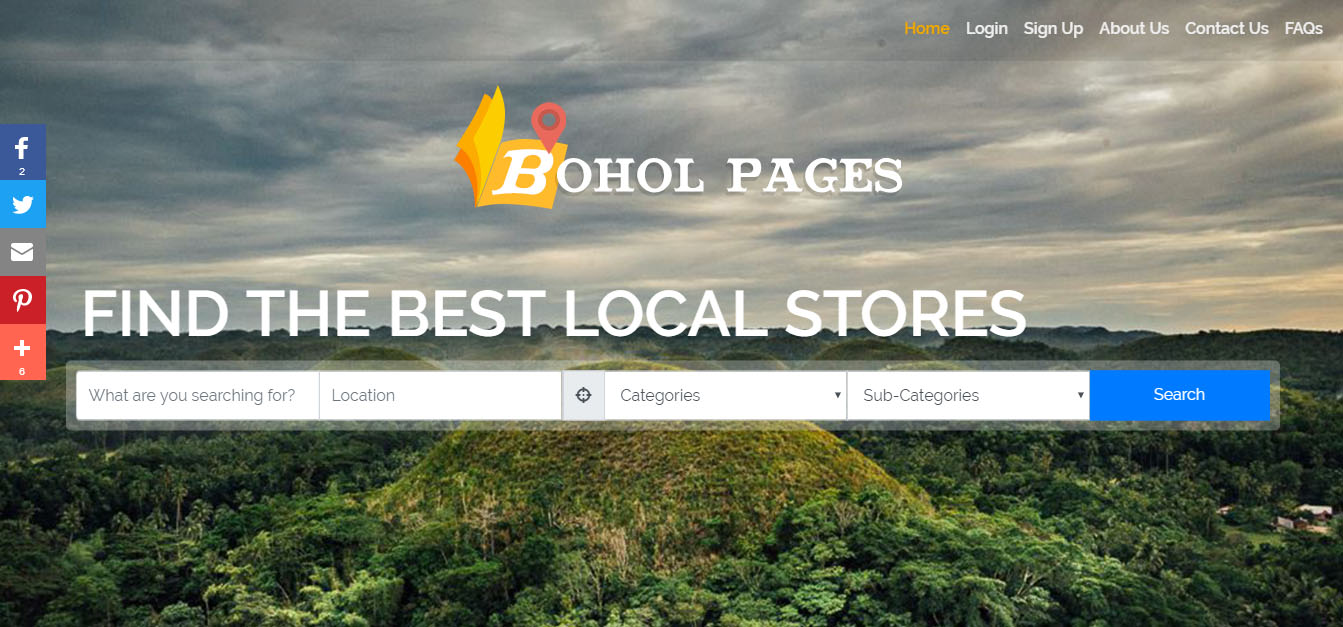 Home Login Sign Up About Us Contact Us FAQs
BOHOL PAGES
2
6
FIND THE BEST LOCAL STORES
What are you searching for? Location Categories Sub-Categories Search